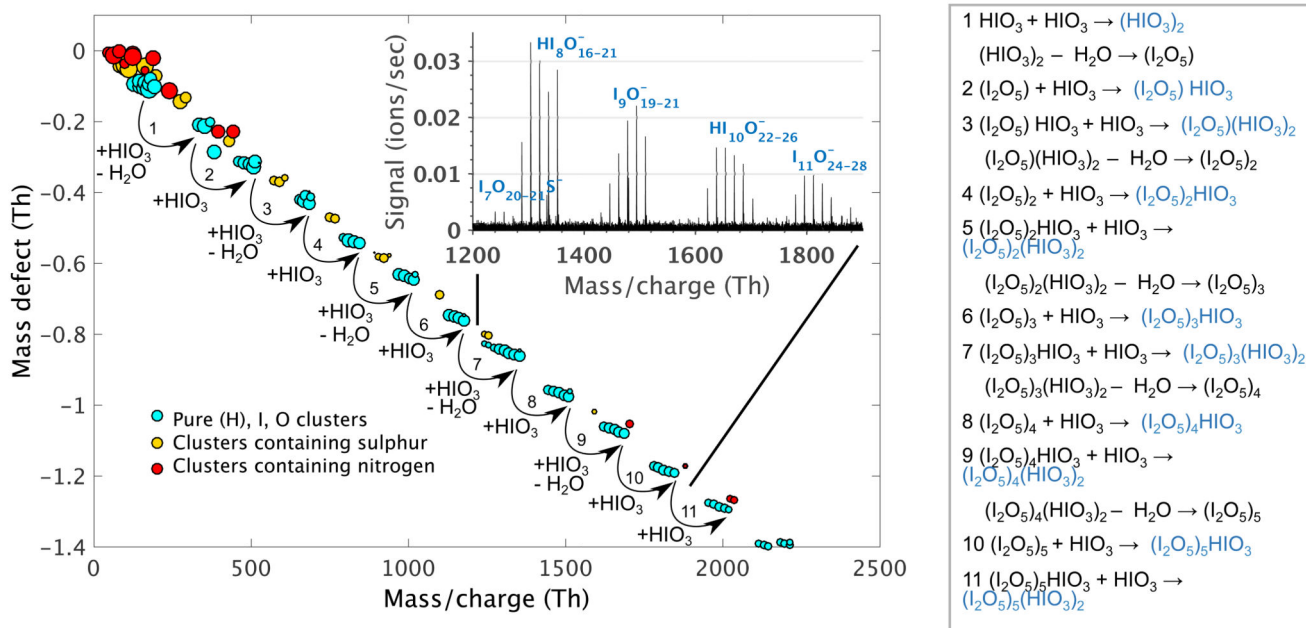 Mass defect (Th)
0
−0.2
−0.4
−0.6
−0.8
−1
−1.2
−1.4
0
500
1000
1500
2000
2500
Mass/charge (Th)
1
+HIO₃
- H₂O
2
+HIO₃
3
+HIO₃
- H₂O
4
+HIO₃
5
+HIO₃
- H₂O
6
+HIO₃
7
+HIO₃
- H₂O
8
+HIO₃
9
+HIO₃
- H₂O
10
+HIO₃
11
+HIO₃
Pure (H), I, O clusters
Clusters containing sulphur
Clusters containing nitrogen
Signal (ions/sec)
0.03
0.02
0.01
0
1200
1400
1600
1800
Mass/charge (Th)
HI₈O⁻₁₆₋₂₁
I₉O⁻₁₉₋₂₁
HI₁₀O⁻₂₂₋₂₆
I₁₁O⁻₂₄₋₂₈
I₇O₂₀₋₂₁S⁻
1 HIO₃ + HIO₃ → (HIO₃)₂
(HIO₃)₂ − H₂O → (I₂O₅)
2 (I₂O₅) + HIO₃ → (I₂O₅) HIO₃
3 (I₂O₅) HIO₃ + HIO₃ → (I₂O₅)(HIO₃)₂
(I₂O₅)(HIO₃)₂ − H₂O → (I₂O₅)₂
4 (I₂O₅)₂ + HIO₃ → (I₂O₅)₂HIO₃
5 (I₂O₅)₂HIO₃ + HIO₃ →
(I₂O₅)₂(HIO₃)₂
(I₂O₅)₂(HIO₃)₂ − H₂O → (I₂O₅)₃
6 (I₂O₅)₃ + HIO₃ → (I₂O₅)₃HIO₃
7 (I₂O₅)₃HIO₃ + HIO₃ → (I₂O₅)₃(HIO₃)₂
(I₂O₅)₃(HIO₃)₂ − H₂O → (I₂O₅)₄
8 (I₂O₅)₄ + HIO₃ → (I₂O₅)₄HIO₃
9 (I₂O₅)₄HIO₃ + HIO₃ →
(I₂O₅)₄(HIO₃)₂
(I₂O₅)₄(HIO₃)₂ − H₂O → (I₂O₅)₅
10 (I₂O₅)₅ + HIO₃ → (I₂O₅)₅HIO₃
11 (I₂O₅)₅HIO₃ + HIO₃ →
(I₂O₅)₅(HIO₃)₂